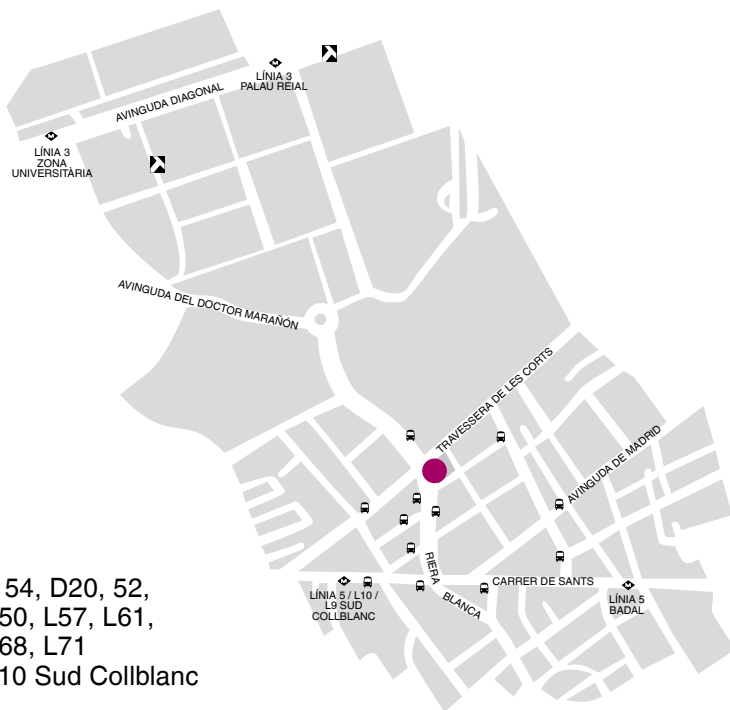 LÍNIA 3
PALAU REIAL
AVINGUDA DIAGONAL
LÍNIA 3
ZONA
UNIVERSITÀRIA
AVINGUDA DEL DOCTOR MARAÑÓN
TRAVESSERA DE LES CORTS
AVINGUDA DE MADRID
RIERA
BLANCA
CARRER DE SANTS
LÍNIA 5 / L10 /
L9 SUD
COLLBLANC
LÍNIA 5
BADAL
54, D20, 52,
50, L57, L61,
68, L71
10 Sud Collblanc